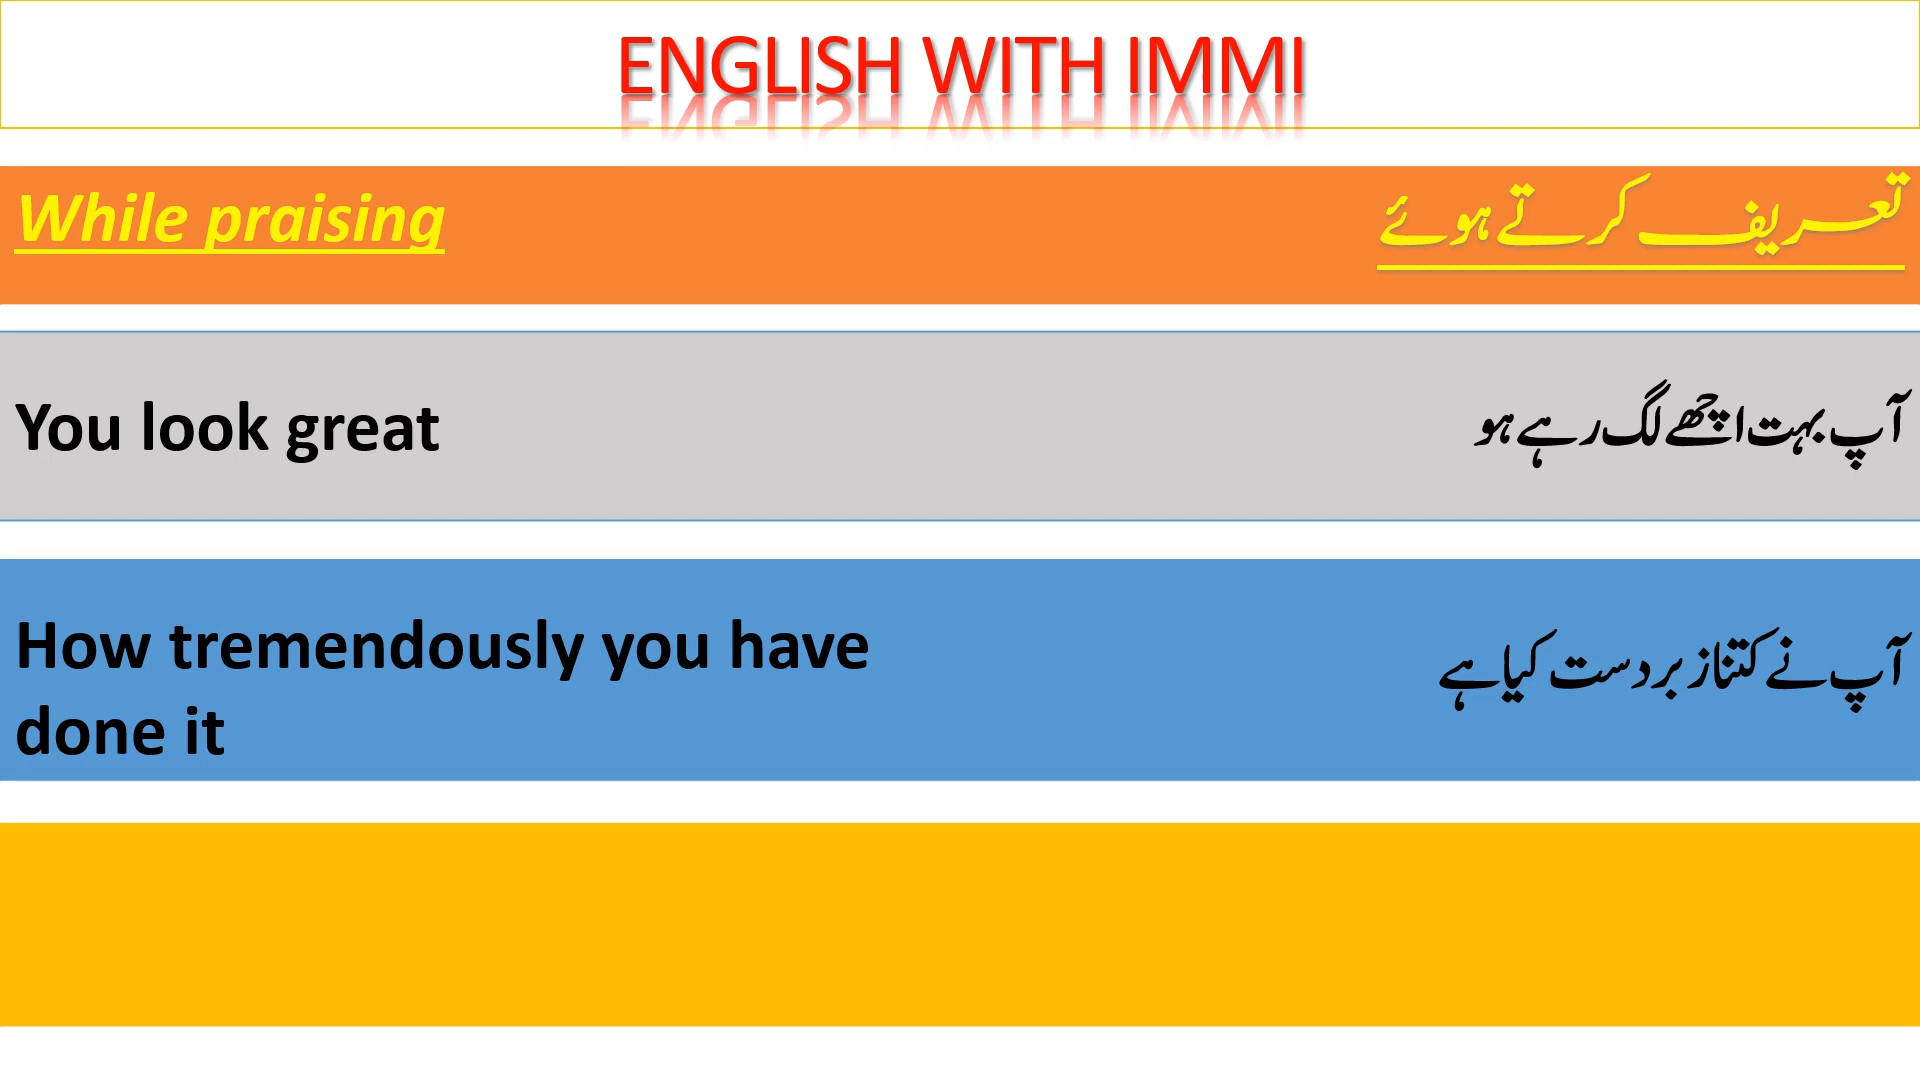 ENGLISH WITH IMMI
While praising
تعریف کرتے ہوئے
You look great
آپ بہت اچھے لگ رہے ہو
How tremendously you have
done it
آپ نے کتنا زبردست کیا ہے